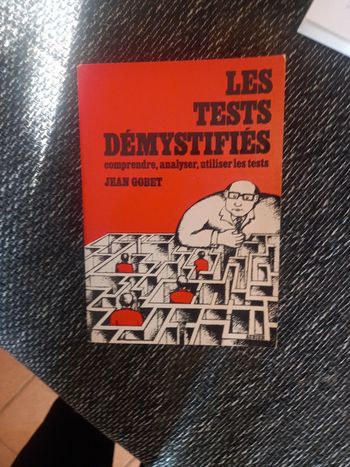 LES
TESTS
DÉMYSTIFIÉS
comprendre, analyser, utiliser les tests
JEAN GOBET